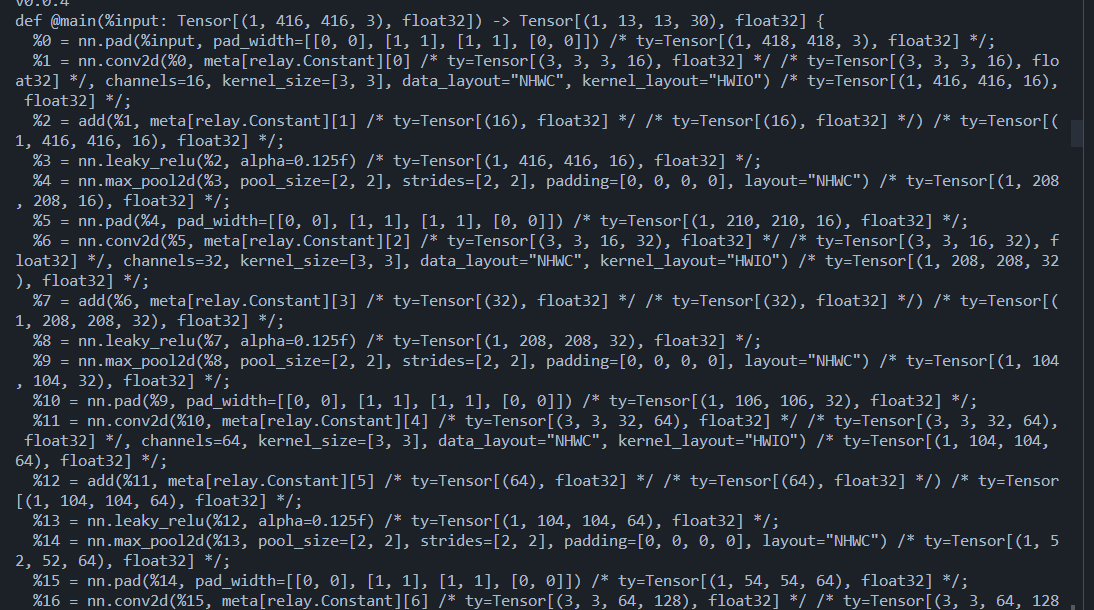 v0.0.4
def @main(%input: Tensor[(1, 416, 416, 3), float32]) -> Tensor[(1, 13, 13, 30), float32] {
  %0 = nn.pad(%input, pad_width=[[0, 0], [1, 1], [1, 1], [0, 0]]) /* ty=Tensor[(1, 418, 418, 3), float32] */;
  %1 = nn.conv2d(%0, meta[relay.Constant][0] /* ty=Tensor[(3, 3, 3, 16), float32] */ /* ty=Tensor[(3, 3, 3, 16), flo
at32] */, channels=16, kernel_size=[3, 3], data_layout="NHWC", kernel_layout="HWIO") /* ty=Tensor[(1, 416, 416, 16),
 float32] */;
  %2 = add(%1, meta[relay.Constant][1] /* ty=Tensor[(16), float32] */ /* ty=Tensor[(16), float32] */) /* ty=Tensor[(
1, 416, 416, 16), float32] */;
  %3 = nn.leaky_relu(%2, alpha=0.125f) /* ty=Tensor[(1, 416, 416, 16), float32] */;
  %4 = nn.max_pool2d(%3, pool_size=[2, 2], strides=[2, 2], padding=[0, 0, 0, 0], layout="NHWC") /* ty=Tensor[(1, 208
, 208, 16), float32] */;
  %5 = nn.pad(%4, pad_width=[[0, 0], [1, 1], [1, 1], [0, 0]]) /* ty=Tensor[(1, 210, 210, 16), float32] */;
  %6 = nn.conv2d(%5, meta[relay.Constant][2] /* ty=Tensor[(3, 3, 16, 32), float32] */ /* ty=Tensor[(3, 3, 16, 32), f
loat32] */, channels=32, kernel_size=[3, 3], data_layout="NHWC", kernel_layout="HWIO") /* ty=Tensor[(1, 208, 208, 32
), float32] */;
  %7 = add(%6, meta[relay.Constant][3] /* ty=Tensor[(32), float32] */ /* ty=Tensor[(32), float32] */) /* ty=Tensor[(
1, 208, 208, 32), float32] */;
  %8 = nn.leaky_relu(%7, alpha=0.125f) /* ty=Tensor[(1, 208, 208, 32), float32] */;
  %9 = nn.max_pool2d(%8, pool_size=[2, 2], strides=[2, 2], padding=[0, 0, 0, 0], layout="NHWC") /* ty=Tensor[(1, 104
, 104, 32), float32] */;
  %10 = nn.pad(%9, pad_width=[[0, 0], [1, 1], [1, 1], [0, 0]]) /* ty=Tensor[(1, 106, 106, 32), float32] */;
  %11 = nn.conv2d(%10, meta[relay.Constant][4] /* ty=Tensor[(3, 3, 32, 64), float32] */ /* ty=Tensor[(3, 3, 32, 64),
 float32] */, channels=64, kernel_size=[3, 3], data_layout="NHWC", kernel_layout="HWIO") /* ty=Tensor[(1, 104, 104,
64), float32] */;
  %12 = add(%11, meta[relay.Constant][5] /* ty=Tensor[(64), float32] */ /* ty=Tensor[(64), float32] */) /* ty=Tensor
[(1, 104, 104, 64), float32] */;
  %13 = nn.leaky_relu(%12, alpha=0.125f) /* ty=Tensor[(1, 104, 104, 64), float32] */;
  %14 = nn.max_pool2d(%13, pool_size=[2, 2], strides=[2, 2], padding=[0, 0, 0, 0], layout="NHWC") /* ty=Tensor[(1, 5
2, 52, 64), float32] */;
  %15 = nn.pad(%14, pad_width=[[0, 0], [1, 1], [1, 1], [0, 0]]) /* ty=Tensor[(1, 54, 54, 64), float32] */;
  %16 = nn.conv2d(%15, meta[relay.Constant][6] /* ty=Tensor[(3, 3, 64, 128), float32] */ /* ty=Tensor[(3, 3, 64, 128